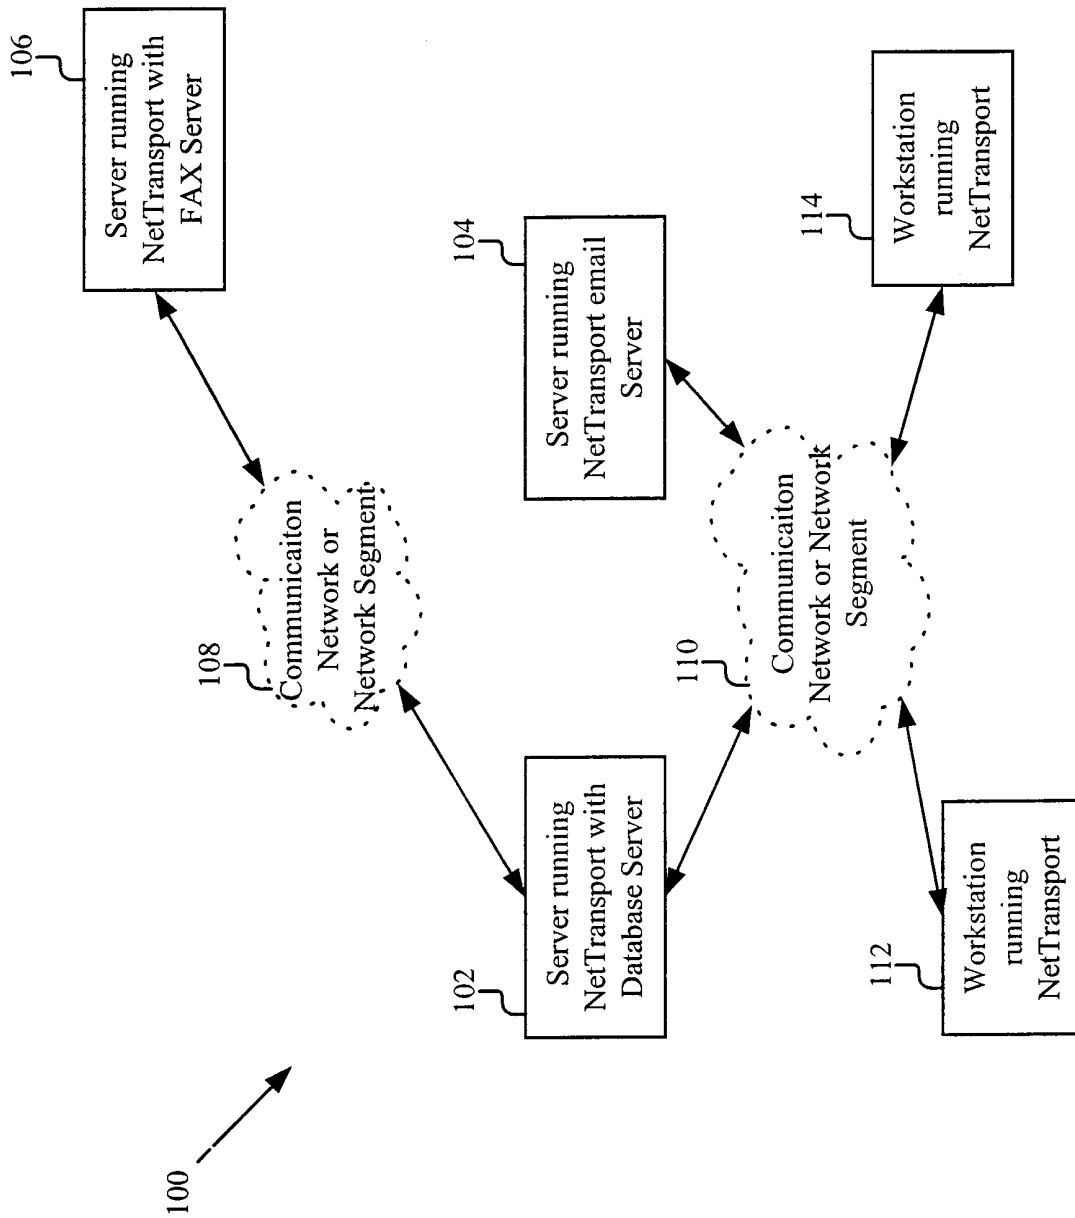 106
Server running
NetTransport with
FAX Server
108
Communicaiton
Network or
Network Segment
102
Server running
NetTransport with
Database Server
104
Server running
NetTransport email
Server
110
Communicaiton
Network or Network
Segment
112
Workstation
running
NetTransport
114
Workstation
running
NetTransport
100